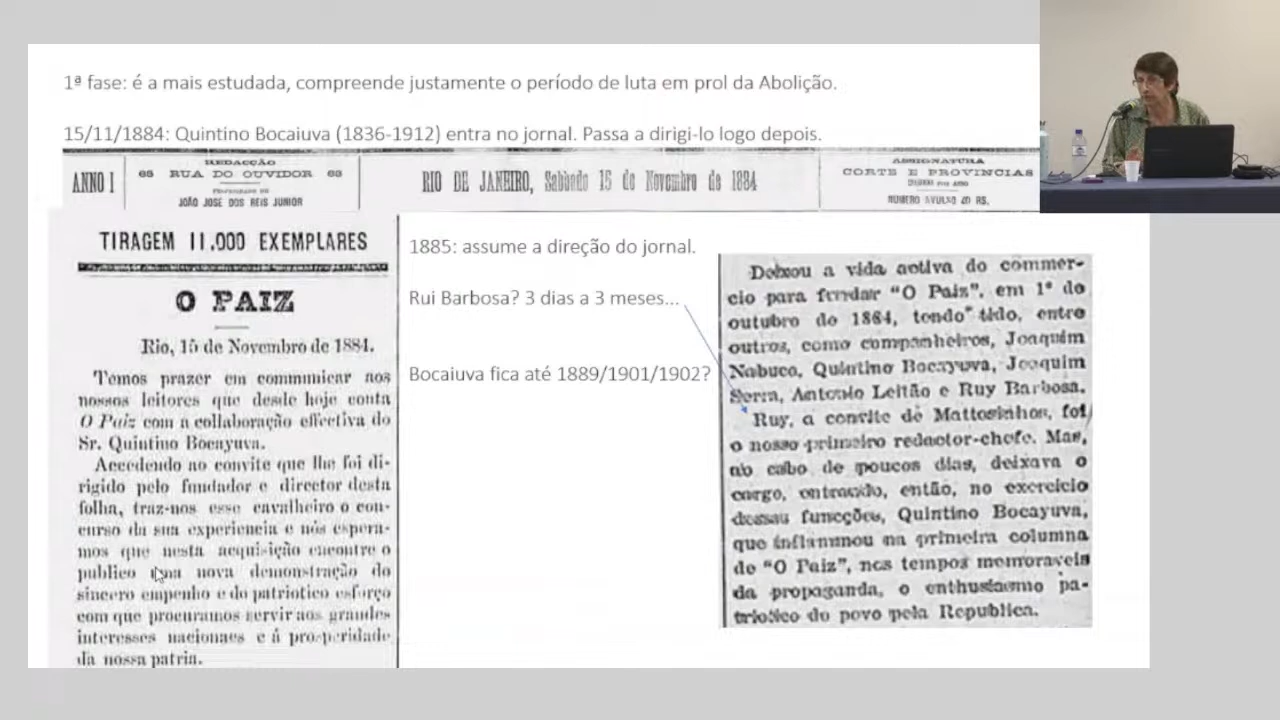 1ª fase: é a mais estudada, compreende justamente o período de luta em prol da Abolição.
15/11/1884: Quintino Bocaiuva (1836-1912) entra no jornal. Passa a dirigi-lo logo depois.
ANNO I
REDACÇÃO
63 RUA DO OUVIDOR 63
JOÃO JOSÉ DOS REIS JUNIOR
RIO DE JANEIRO, Sabbado 15 de Novembro de 1884
ASSIGNATURA
CORTE E PROVINCIAS
NUMERO AVULSO 40 RS.
TIRAGEM 11,000 EXEMPLARES
O PAIZ
Rio, 15 de Novembro de 1884.
Temos prazer em communicar aos
nossos leitores que desde hoje conta
O Paiz com a collaboração effectiva do
Sr. Quintino Bocayuva.
Accedendo ao convite que lhe foi di-
rigido pelo fundador e director desta
folha, traz-nos esse cavalheiro o con-
curso da sua experiencia e nós espera-
mos que nesta acquisição encontre o
publico uma nova demonstração do
sincero empenho e do patriotico esforço
com que procuramos servir aos grandes
interesses nacionaes e á prosperidade
da nossa patria.
1885: assume a direção do jornal.
Rui Barbosa? 3 dias a 3 meses...
Bocaiuva fica até 1889/1901/1902?
Deixou a vida activa do commer-
cio para fundar "O Paiz", em 1º de
outubro de 1884, tendo tido, entre
outros, como companheiros, Joaquim
Nabuco, Quintino Bocayuva, Joaquim
Serra, Antonio Leitão e Ruy Barbosa.
Ruy, a convite de Mattosinhos, foi
o nosso primeiro redactor-chefe. Mas,
ao cabo de poucos dias, deixava o
cargo, entrando, então, no exercicio
dessas funcções, Quintino Bocayuva,
que inflammou na primeira columna
do "O Paiz", nos tempos memoraveis
da propaganda, o enthusiasmo pa-
triotico do povo pela Republica.